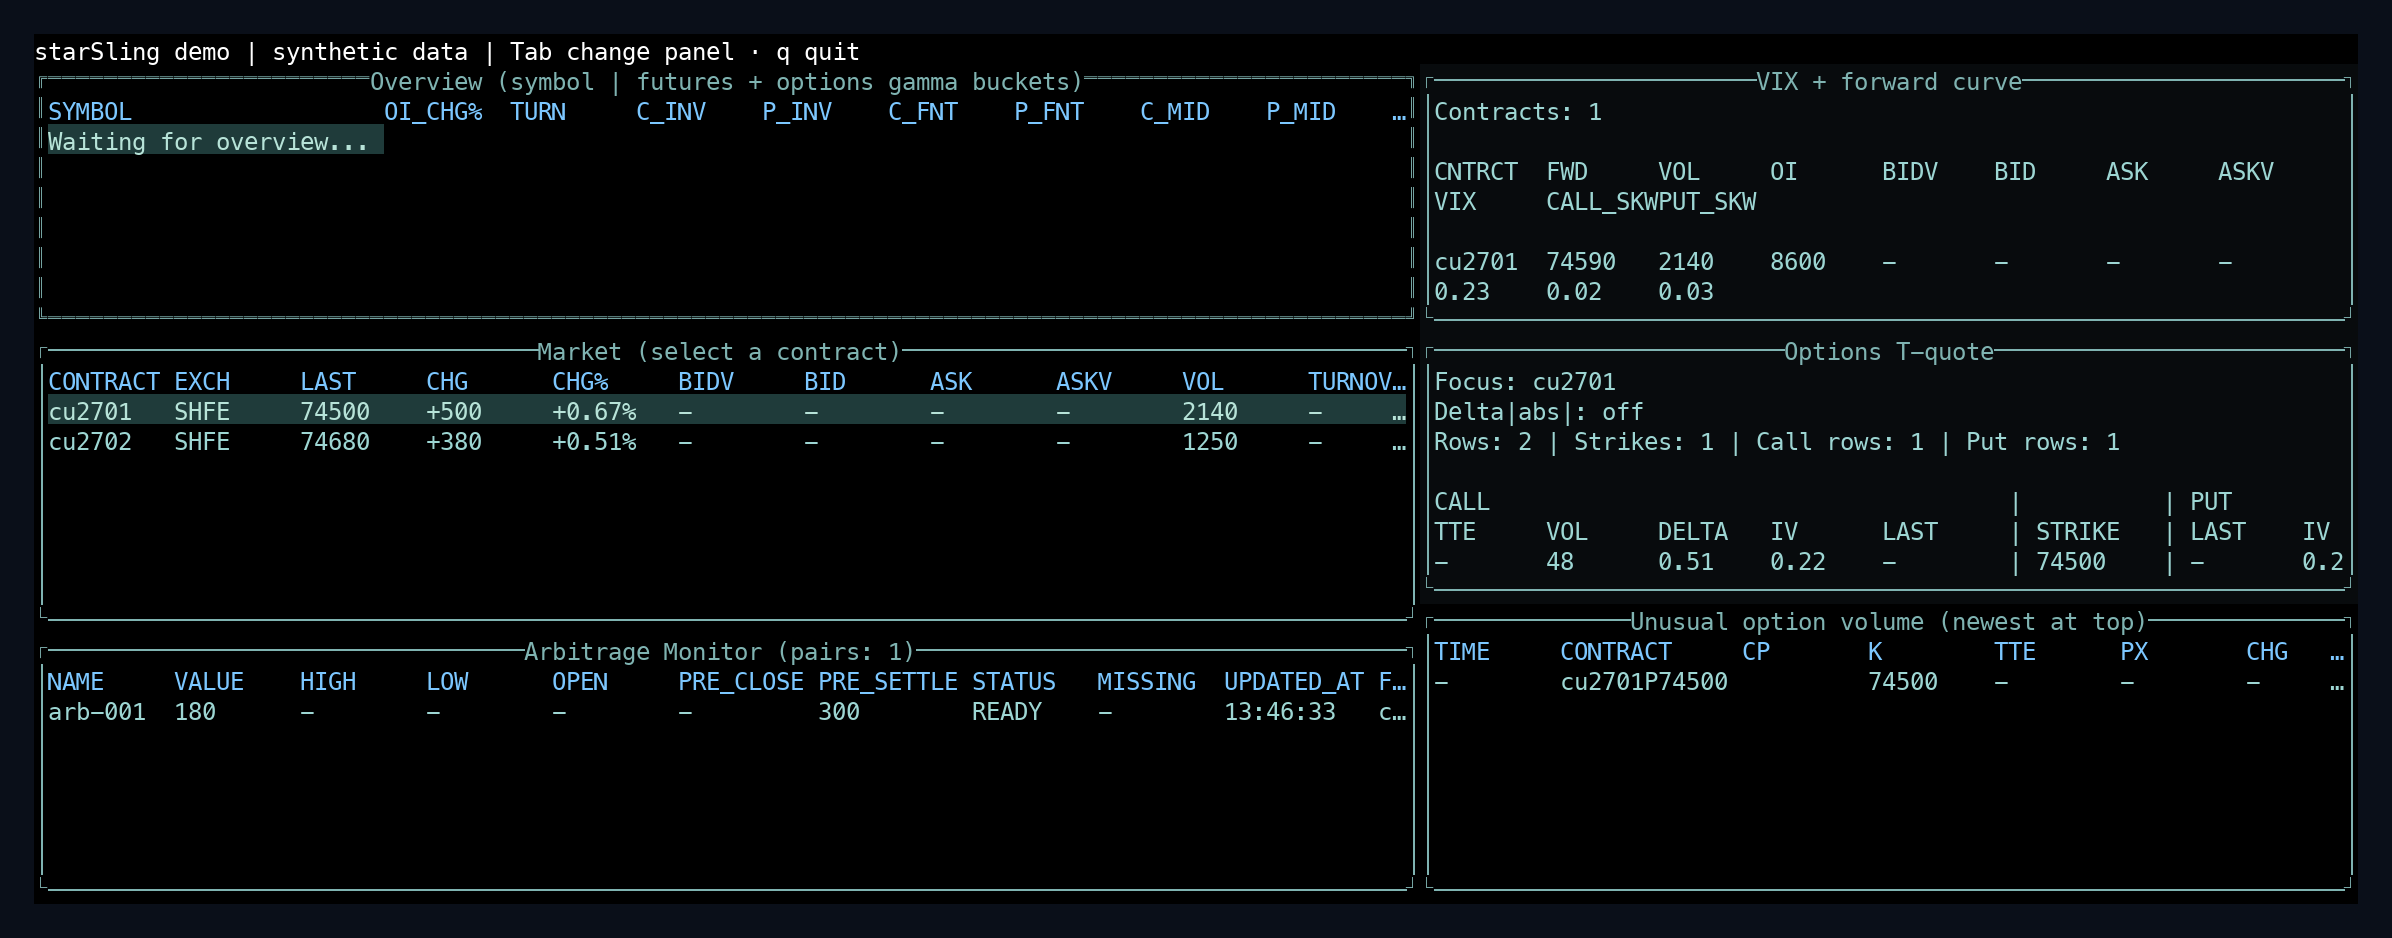 starSling demo | synthetic data | Tab change panel · q quit
Overview (symbol | futures + options gamma buckets)
SYMBOL OI_CHG% TURN C_INV P_INV C_FNT P_FNT C_MID P_MID …
Waiting for overview...
VIX + forward curve
Contracts: 1
CNTRCT FWD VOL OI BIDV BID ASK ASKV
VIX CALL_SKWPUT_SKW
cu2701 74590 2140 8600 — — — —
0.23 0.02 0.03
Market (select a contract)
CONTRACT EXCH LAST CHG CHG% BIDV BID ASK ASKV VOL TURNOV…
cu2701 SHFE 74500 +500 +0.67% — — — — 2140 — …
cu2702 SHFE 74680 +380 +0.51% — — — — 1250 — …
Options T-quote
Focus: cu2701
Delta|abs|: off
Rows: 2 | Strikes: 1 | Call rows: 1 | Put rows: 1
CALL | | PUT
TTE VOL DELTA IV LAST | STRIKE | LAST IV
— 48 0.51 0.22 — | 74500 | — 0.2
Arbitrage Monitor (pairs: 1)
NAME VALUE HIGH LOW OPEN PRE_CLOSE PRE_SETTLE STATUS MISSING UPDATED_AT F…
arb-001 180 — — — — 300 READY — 13:46:33 c…
Unusual option volume (newest at top)
TIME CONTRACT CP K TTE PX CHG …
— cu2701P74500 74500 — — — …